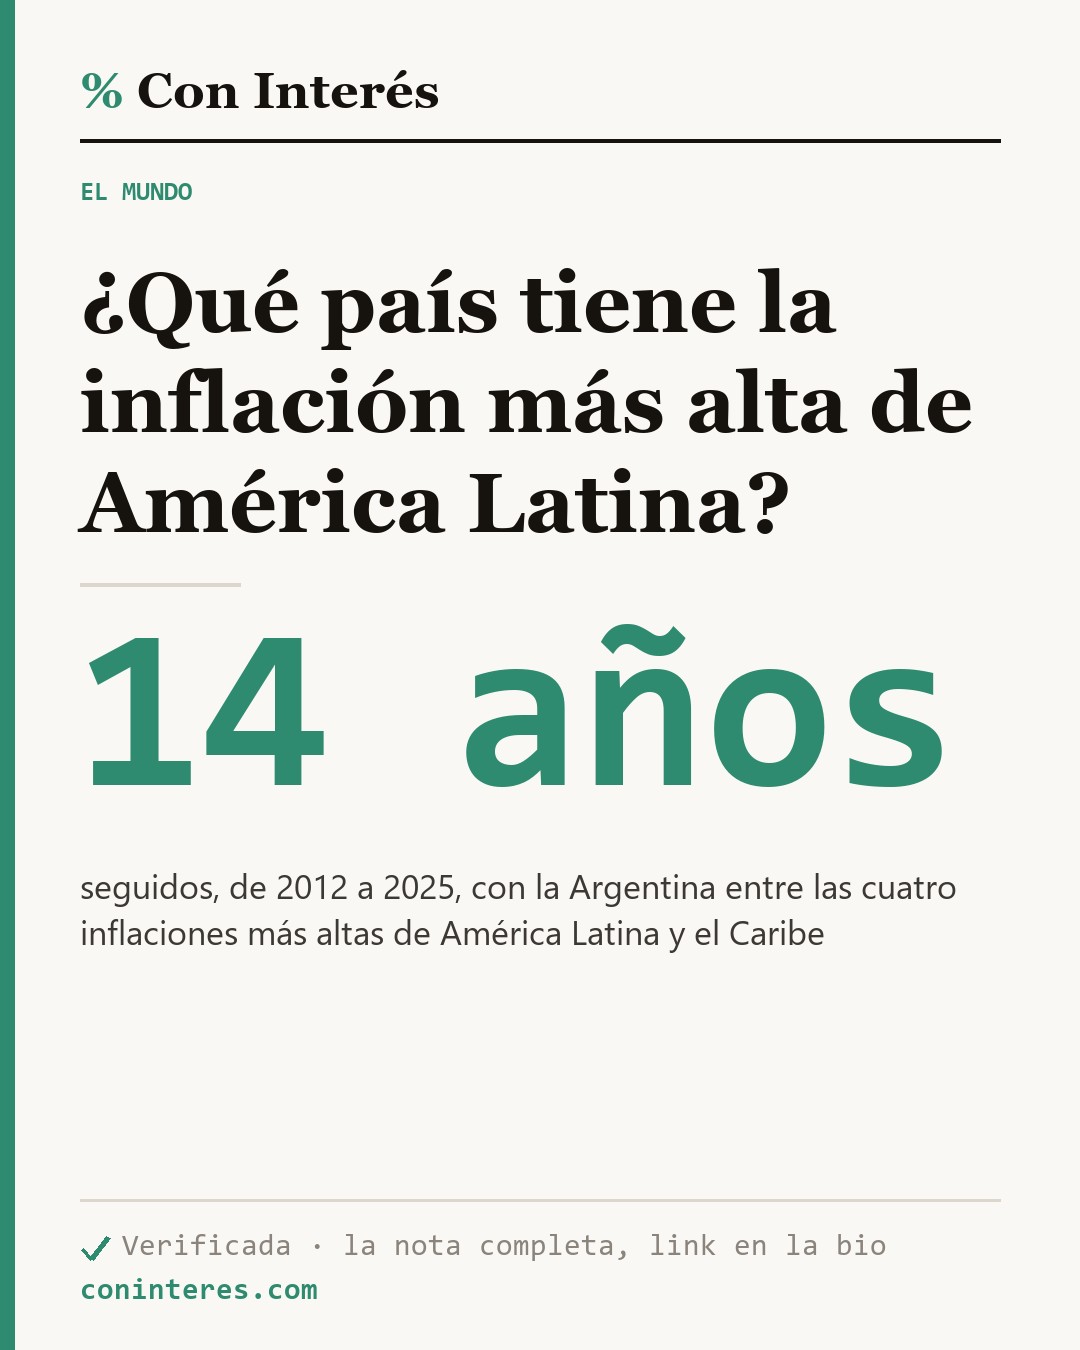 % Con Interés
EL MUNDO
¿Qué país tiene la
inflación más alta de
América Latina?
14 años
seguidos, de 2012 a 2025, con la Argentina entre las cuatro
inflaciones más altas de América Latina y el Caribe
✓ Verificada · la nota completa, link en la bio
coninteres.com